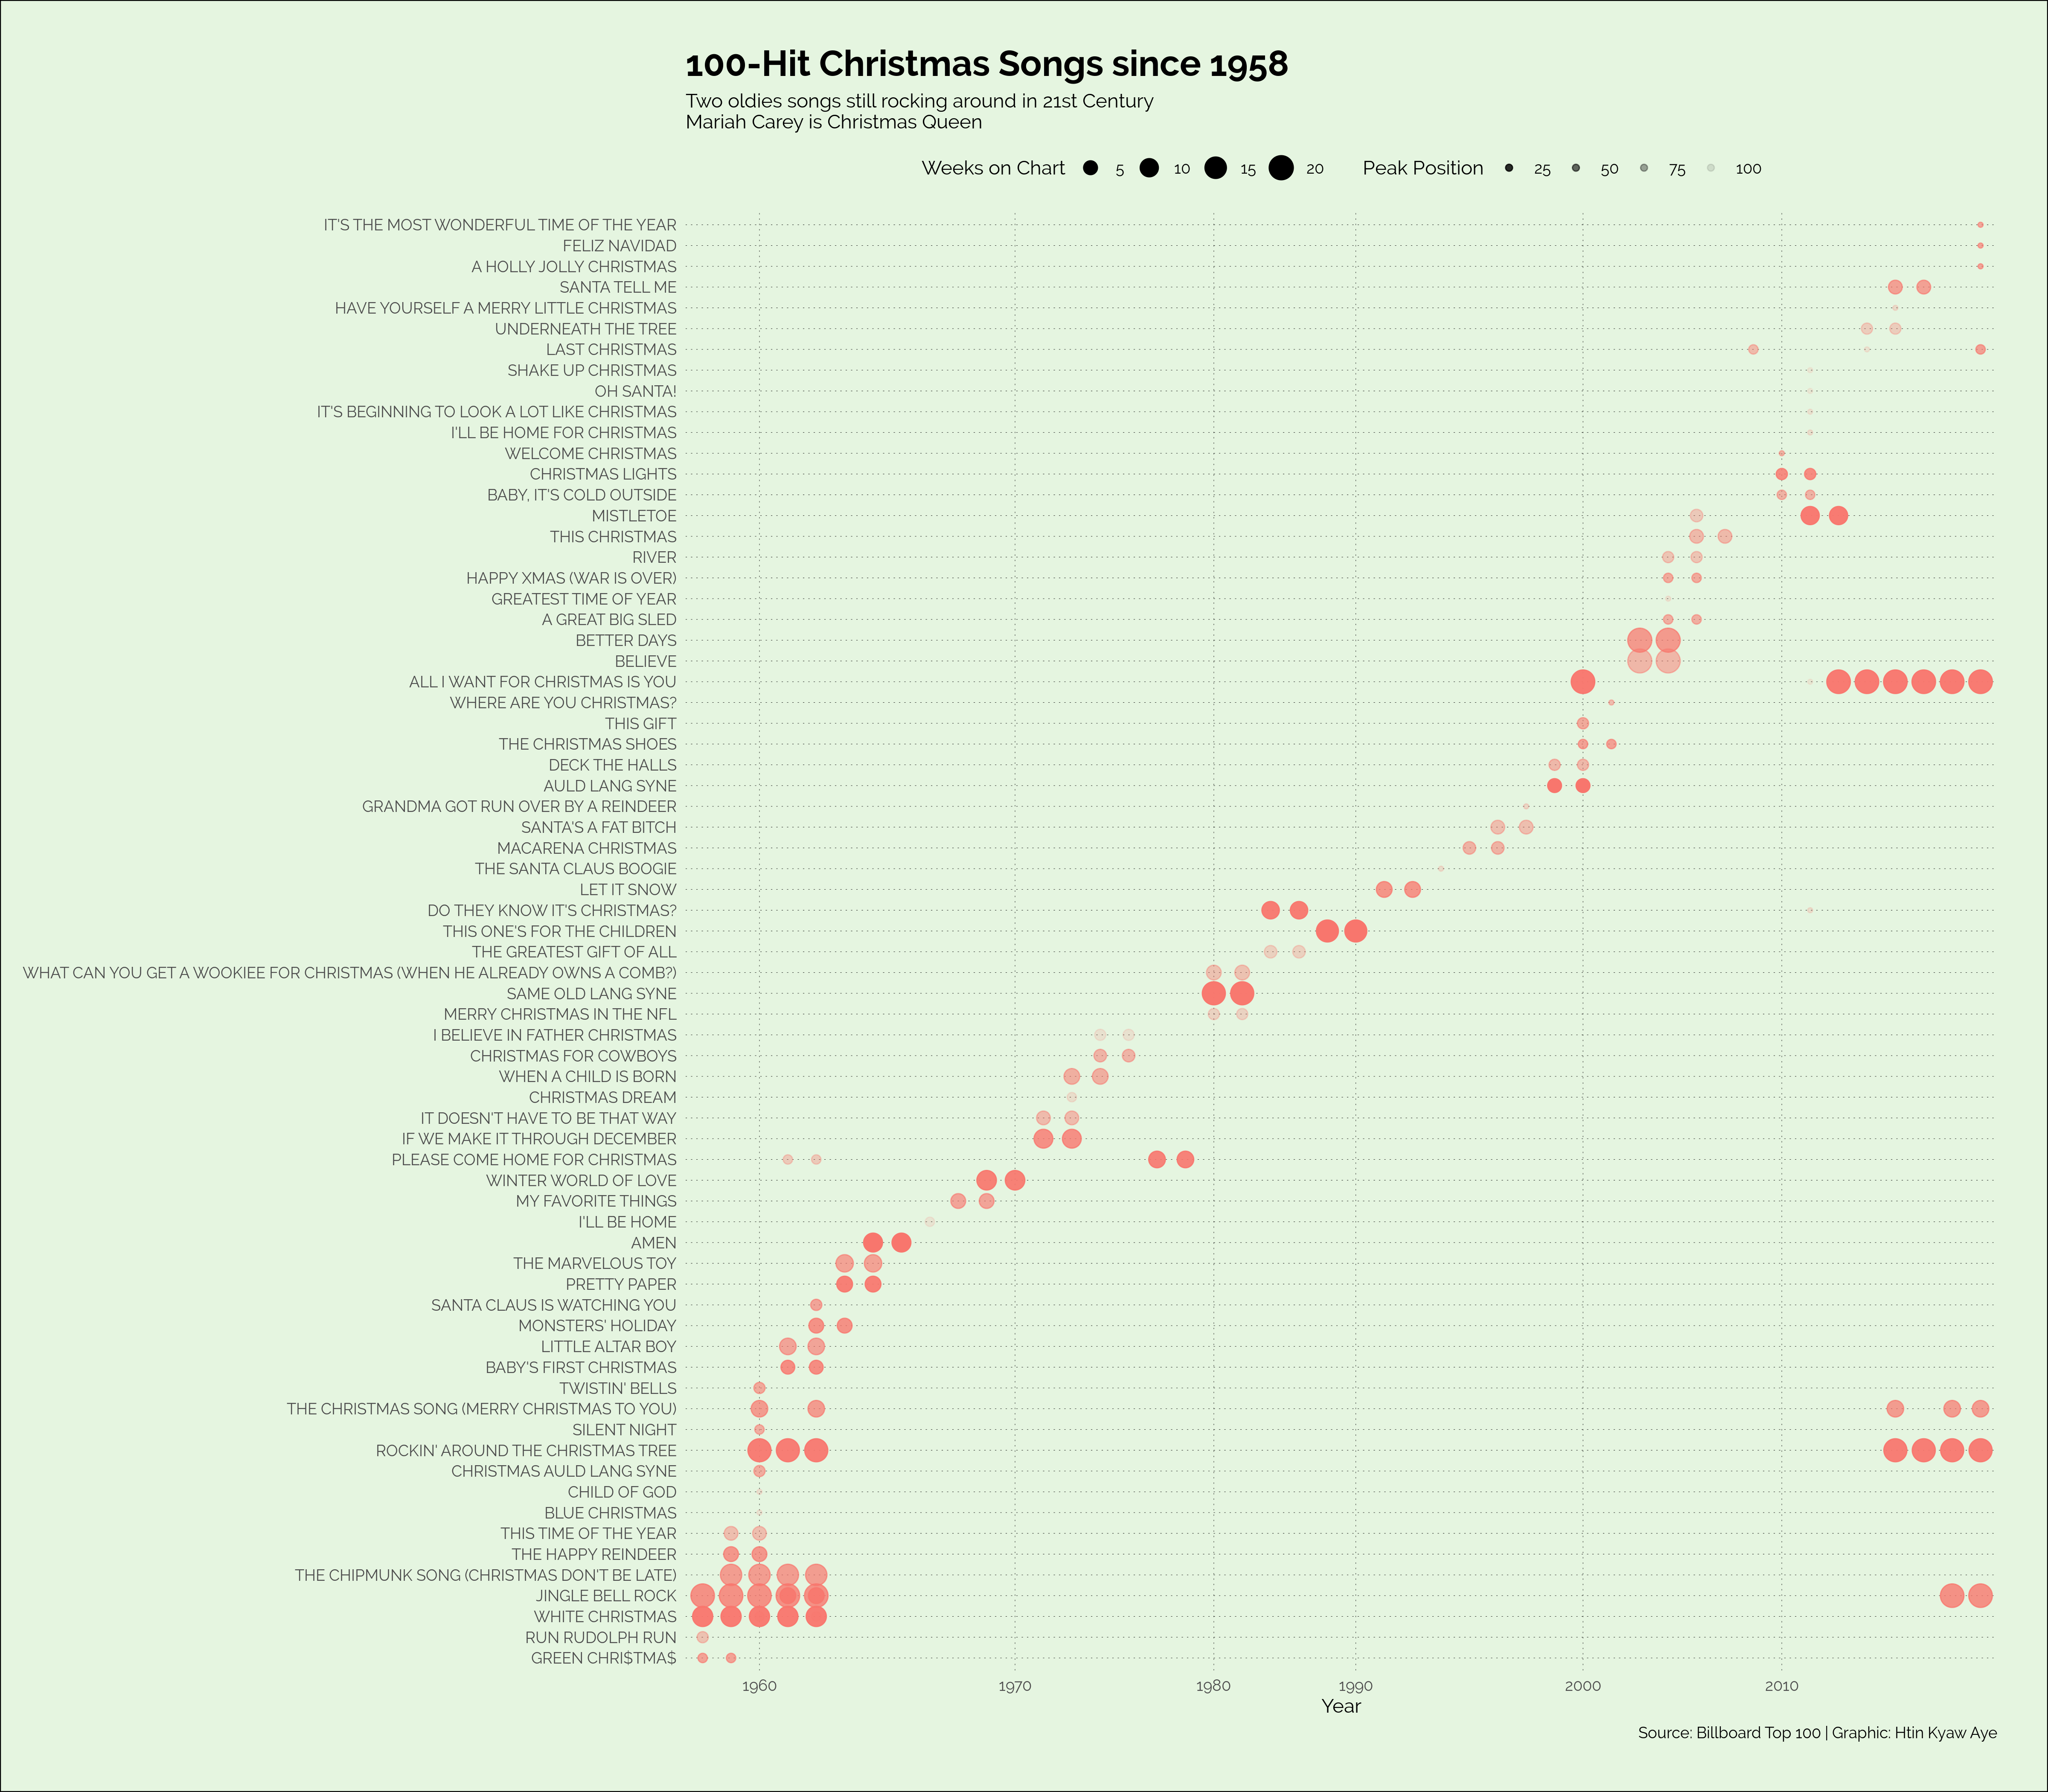 100-Hit Christmas Songs since 1958
Two oldies songs still rocking around in 21st Century
Mariah Carey is Christmas Queen
Weeks on Chart 5 10 15 20 Peak Position 25 50 75 100
IT'S THE MOST WONDERFUL TIME OF THE YEAR
FELIZ NAVIDAD
A HOLLY JOLLY CHRISTMAS
SANTA TELL ME
HAVE YOURSELF A MERRY LITTLE CHRISTMAS
UNDERNEATH THE TREE
LAST CHRISTMAS
SHAKE UP CHRISTMAS
OH SANTA!
IT'S BEGINNING TO LOOK A LOT LIKE CHRISTMAS
I'LL BE HOME FOR CHRISTMAS
WELCOME CHRISTMAS
CHRISTMAS LIGHTS
BABY, IT'S COLD OUTSIDE
MISTLETOE
THIS CHRISTMAS
RIVER
HAPPY XMAS (WAR IS OVER)
GREATEST TIME OF YEAR
A GREAT BIG SLED
BETTER DAYS
BELIEVE
ALL I WANT FOR CHRISTMAS IS YOU
WHERE ARE YOU CHRISTMAS?
THIS GIFT
THE CHRISTMAS SHOES
DECK THE HALLS
AULD LANG SYNE
GRANDMA GOT RUN OVER BY A REINDEER
SANTA'S A FAT BITCH
MACARENA CHRISTMAS
THE SANTA CLAUS BOOGIE
LET IT SNOW
DO THEY KNOW IT'S CHRISTMAS?
THIS ONE'S FOR THE CHILDREN
THE GREATEST GIFT OF ALL
WHAT CAN YOU GET A WOOKIEE FOR CHRISTMAS (WHEN HE ALREADY OWNS A COMB?)
SAME OLD LANG SYNE
MERRY CHRISTMAS IN THE NFL
I BELIEVE IN FATHER CHRISTMAS
CHRISTMAS FOR COWBOYS
WHEN A CHILD IS BORN
CHRISTMAS DREAM
IT DOESN'T HAVE TO BE THAT WAY
IF WE MAKE IT THROUGH DECEMBER
PLEASE COME HOME FOR CHRISTMAS
WINTER WORLD OF LOVE
MY FAVORITE THINGS
I'LL BE HOME
AMEN
THE MARVELOUS TOY
PRETTY PAPER
SANTA CLAUS IS WATCHING YOU
MONSTERS' HOLIDAY
LITTLE ALTAR BOY
BABY'S FIRST CHRISTMAS
TWISTIN' BELLS
THE CHRISTMAS SONG (MERRY CHRISTMAS TO YOU)
SILENT NIGHT
ROCKIN' AROUND THE CHRISTMAS TREE
CHRISTMAS AULD LANG SYNE
CHILD OF GOD
BLUE CHRISTMAS
THIS TIME OF THE YEAR
THE HAPPY REINDEER
THE CHIPMUNK SONG (CHRISTMAS DON'T BE LATE)
JINGLE BELL ROCK
WHITE CHRISTMAS
RUN RUDOLPH RUN
GREEN CHRI$TMA$
1960 1970 1980 1990 2000 2010
Year
Source: Billboard Top 100 | Graphic: Htin Kyaw Aye